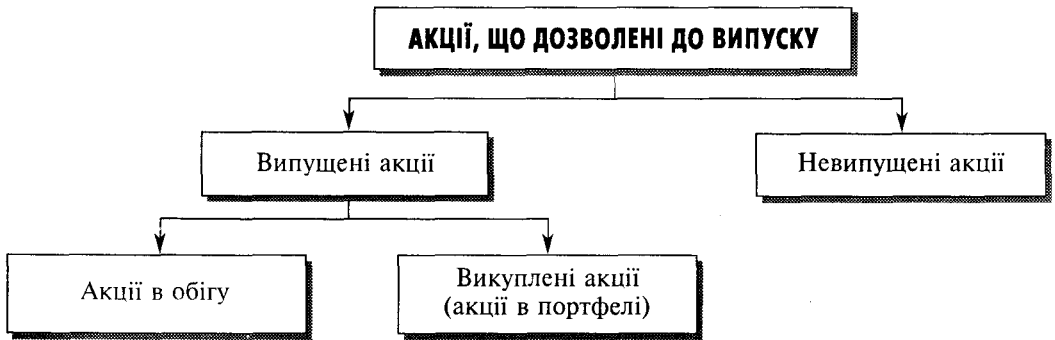 АКЦІЇ, ЩО ДОЗВОЛЕНІ ДО ВИПУСКУ
Випущені акції
Невипущені акції
Акції в обігу
Викуплені акції
(акції в портфелі)